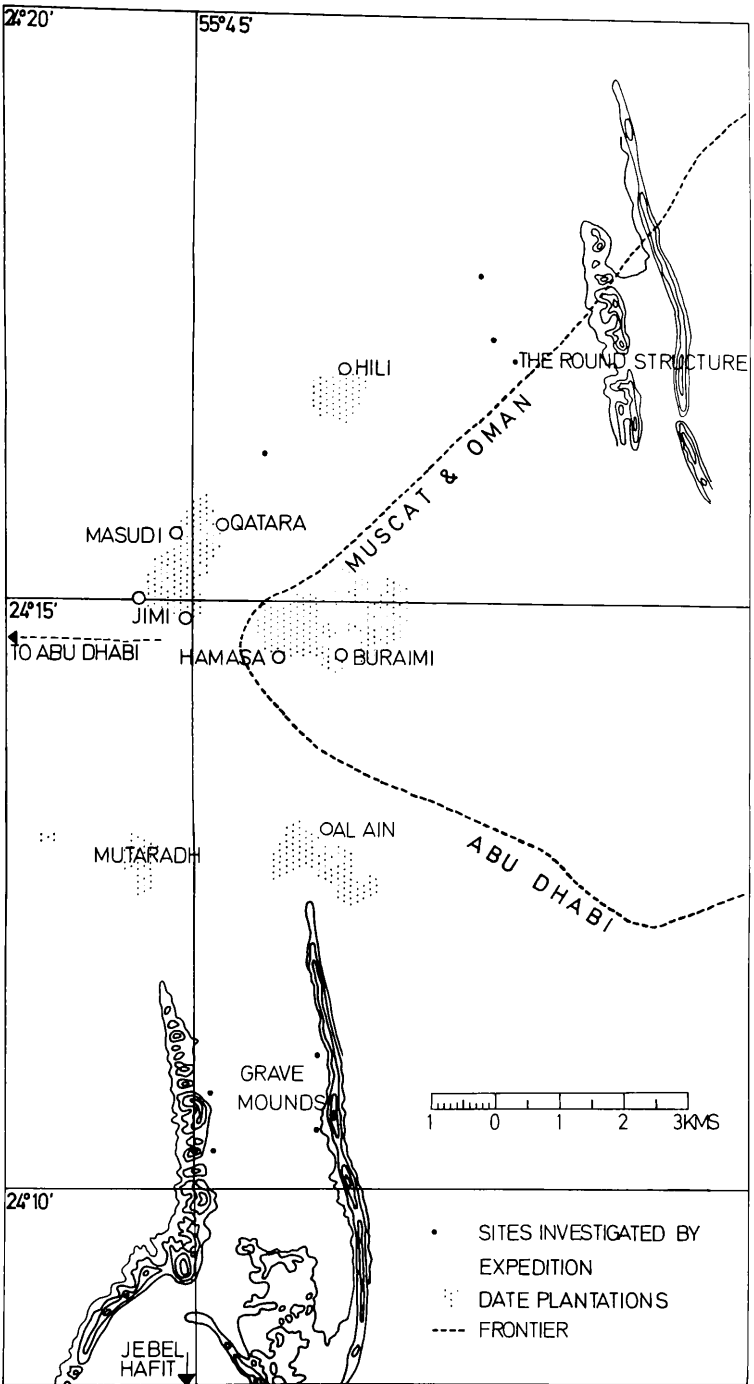 24°20'
55°45'
HILI
THE ROUND STRUCTURE
MUSCAT & OMAN
MASUDI
QATARA
24°15'
JIMI
TO ABU DHABI
HAMASA
BURAIMI
AL AIN
MUTARADH
ABU DHABI
GRAVE
MOUNDS
1 0 1 2 3KMS
24°10'
SITES INVESTIGATED BY
EXPEDITION
DATE PLANTATIONS
FRONTIER
JEBEL
HAFIT